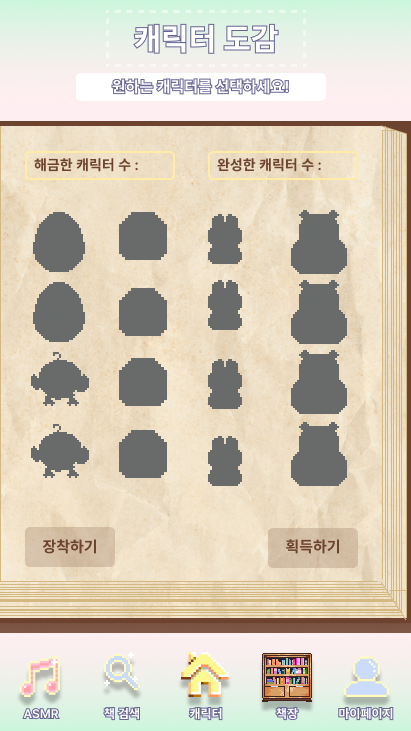 캐릭터 도감
원하는 캐릭터를 선택하세요!
해금한 캐릭터 수 :
완성한 캐릭터 수 :
장착하기
획득하기
ASMR
책 검색
캐릭터
책장
마이페이지